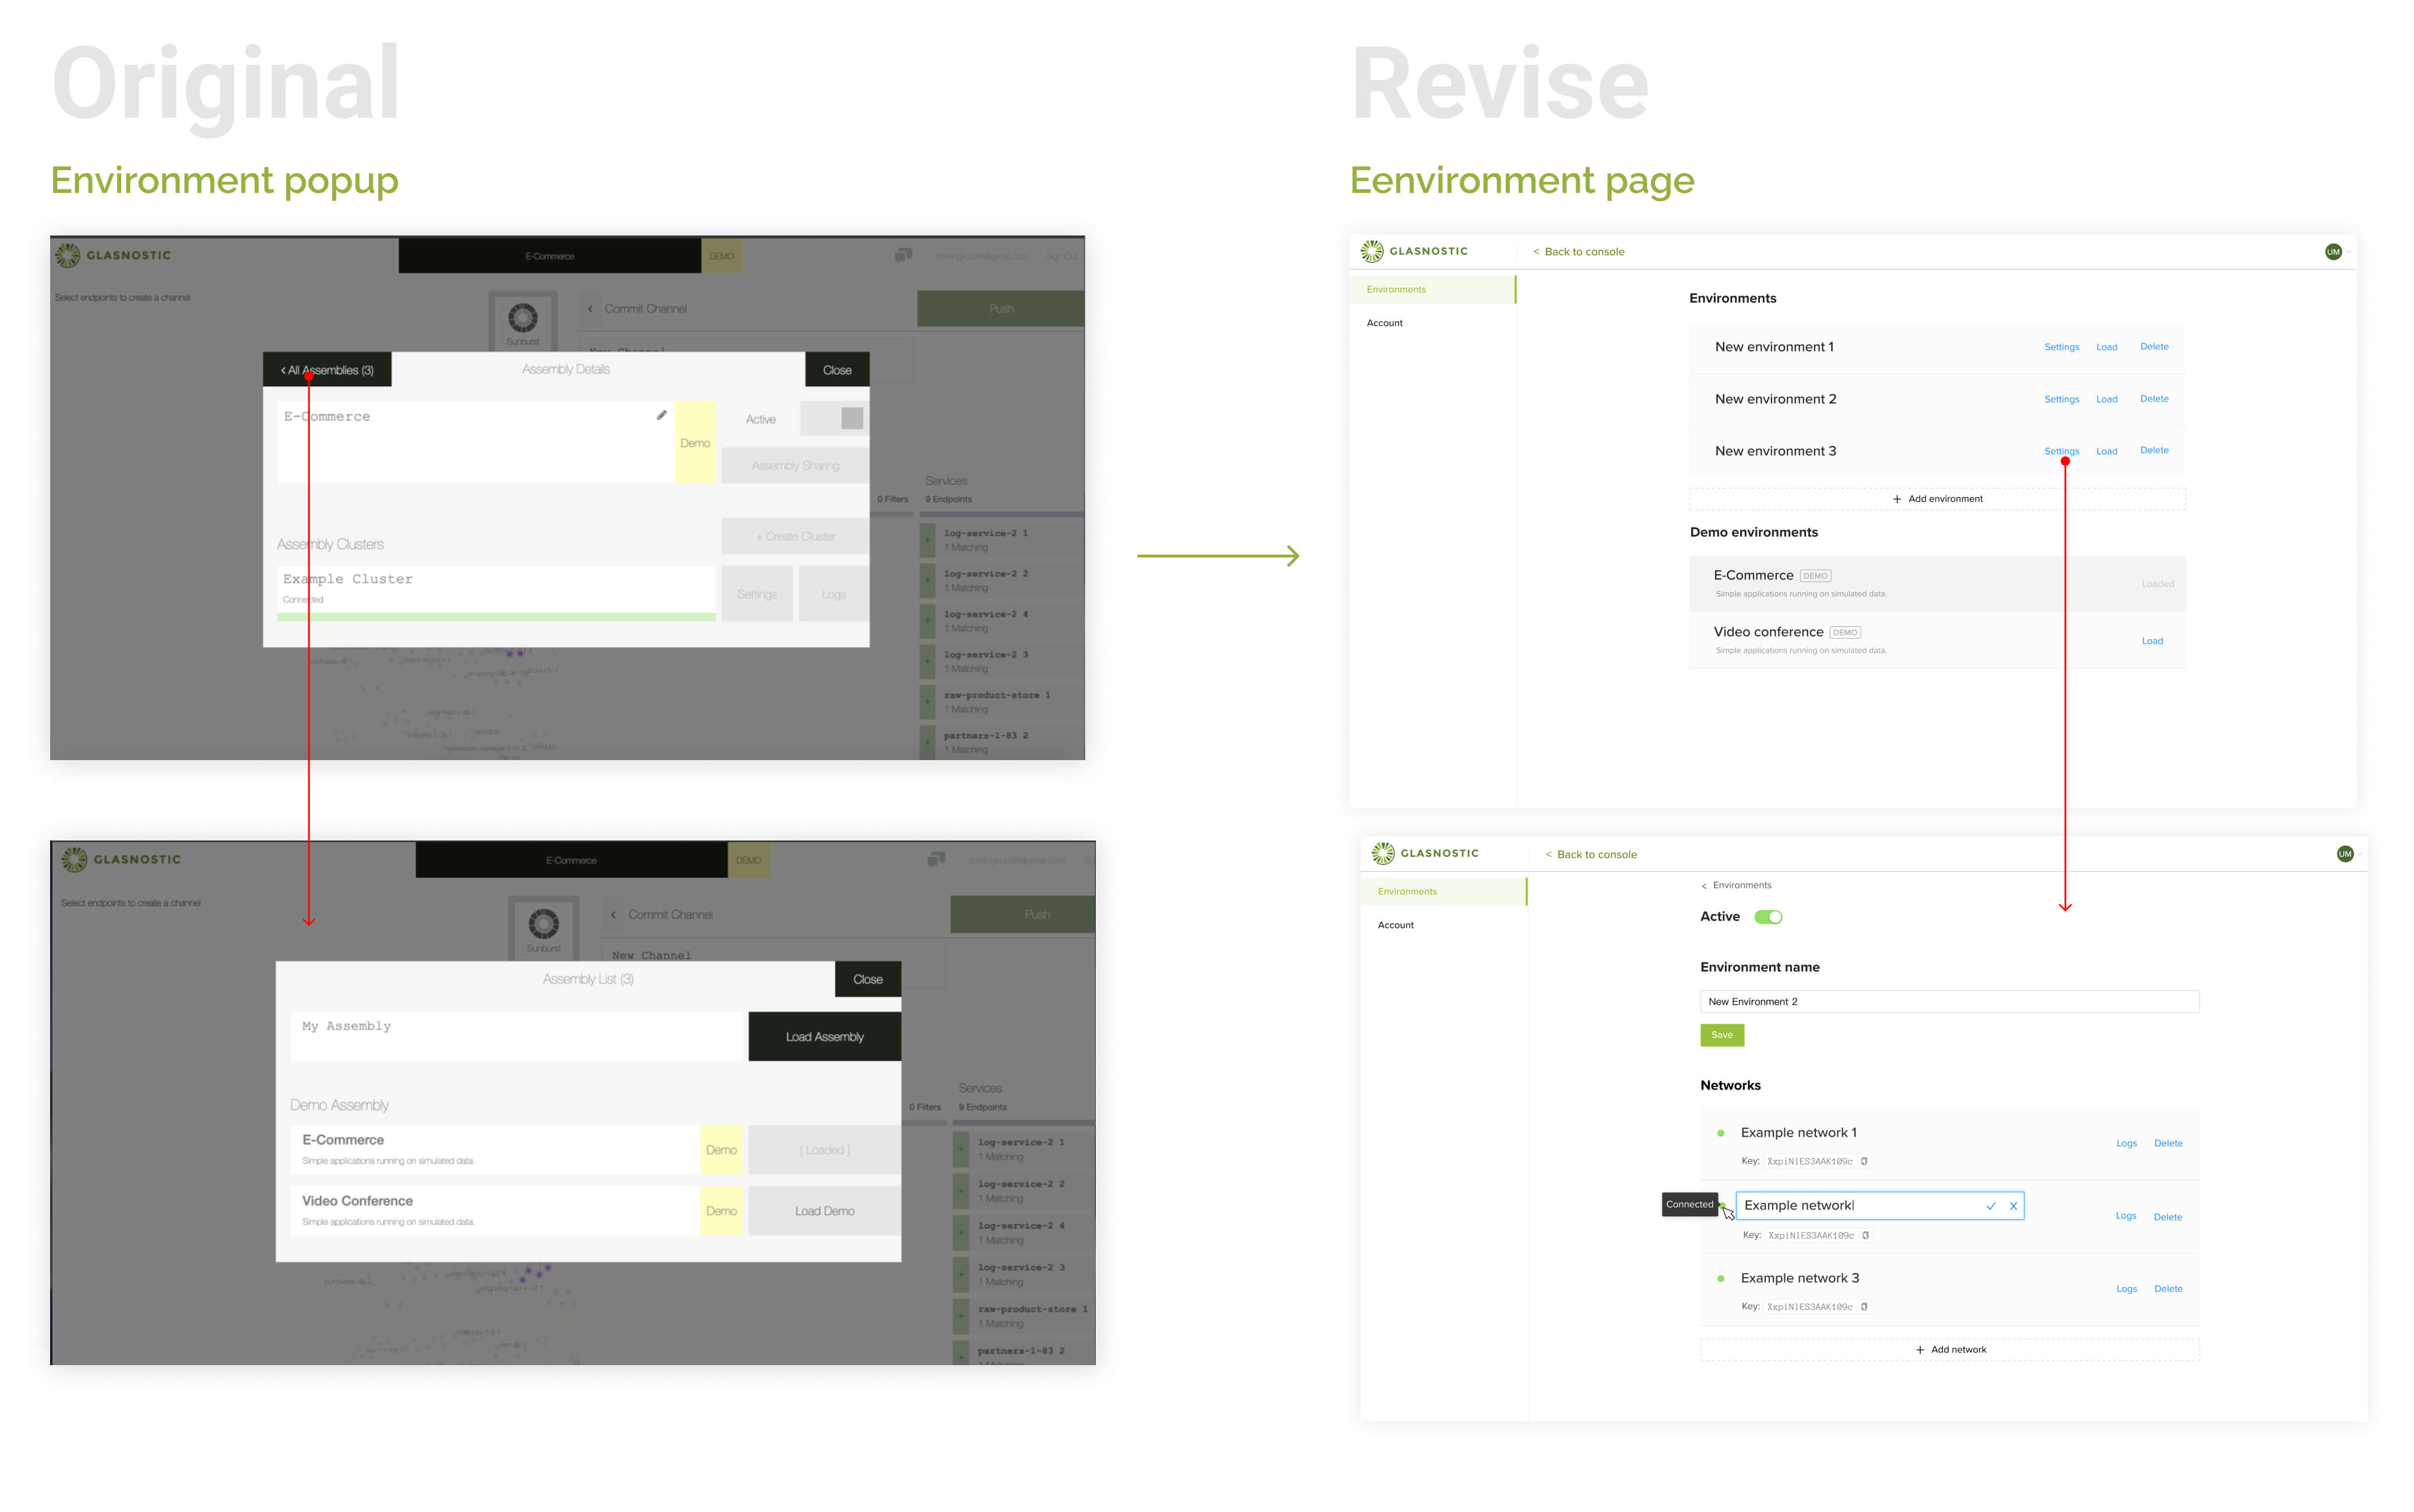 Original
Environment popup
GLASNOSTIC
E-Commerce
DEMO
Sign Out
Select endpoints to create a channel
Sunburst
< Commit Channel
Push
New Channel
< All Assemblies (3)
Assembly Details
Close
E-Commerce
Demo
Active
Assembly Sharing
Assembly Clusters
+ Create Cluster
Example Cluster
Connected
Settings
Logs
Services
0 Filters
9 Endpoints
+ log-service-2 1
1 Matching
+ log-service-2 2
1 Matching
+ log-service-2 4
1 Matching
+ log-service-2 3
1 Matching
+ raw-product-store 1
1 Matching
+ partners-1-83 2
1 Matching
GLASNOSTIC
E-Commerce
DEMO
Select endpoints to create a channel
Sunburst
< Commit Channel
Push
New Channel
Assembly List (3)
Close
My Assembly
Load Assembly
Demo Assembly
E-Commerce
Simple applications running on simulated data.
Demo
[ Loaded ]
Video Conference
Simple applications running on simulated data.
Demo
Load Demo
Services
0 Filters
9 Endpoints
+ log-service-2 1
1 Matching
+ log-service-2 2
1 Matching
+ log-service-2 4
1 Matching
+ log-service-2 3
1 Matching
+ raw-product-store 1
1 Matching
+ partners-1-83 2
Revise
Eenvironment page
GLASNOSTIC
< Back to console
UM
Environments
Account
Environments
New environment 1
Settings Load Delete
New environment 2
Settings Load Delete
New environment 3
Settings Load Delete
+ Add environment
Demo environments
E-Commerce DEMO
Simple applications running on simulated data.
Loaded
Video conference DEMO
Simple applications running on simulated data.
Load
GLASNOSTIC
< Back to console
UM
Environments
Account
< Environments
Active
Environment name
New Environment 2
Save
Networks
Example network 1
Key: XxpiNlES3AAK109c
Logs Delete
Connected
Example network
Key: XxpiNlES3AAK109c
Logs Delete
Example network 3
Key: XxpiNlES3AAK109c
Logs Delete
+ Add network